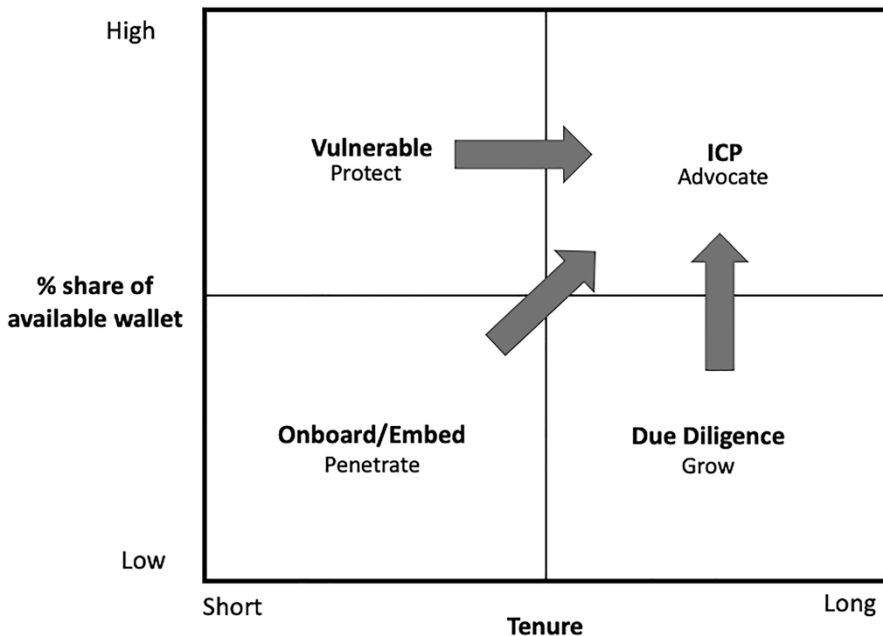 High
Vulnerable
Protect
ICP
Advocate
% share of
available wallet
Onboard/Embed
Penetrate
Due Diligence
Grow
Low
Short
Long
Tenure